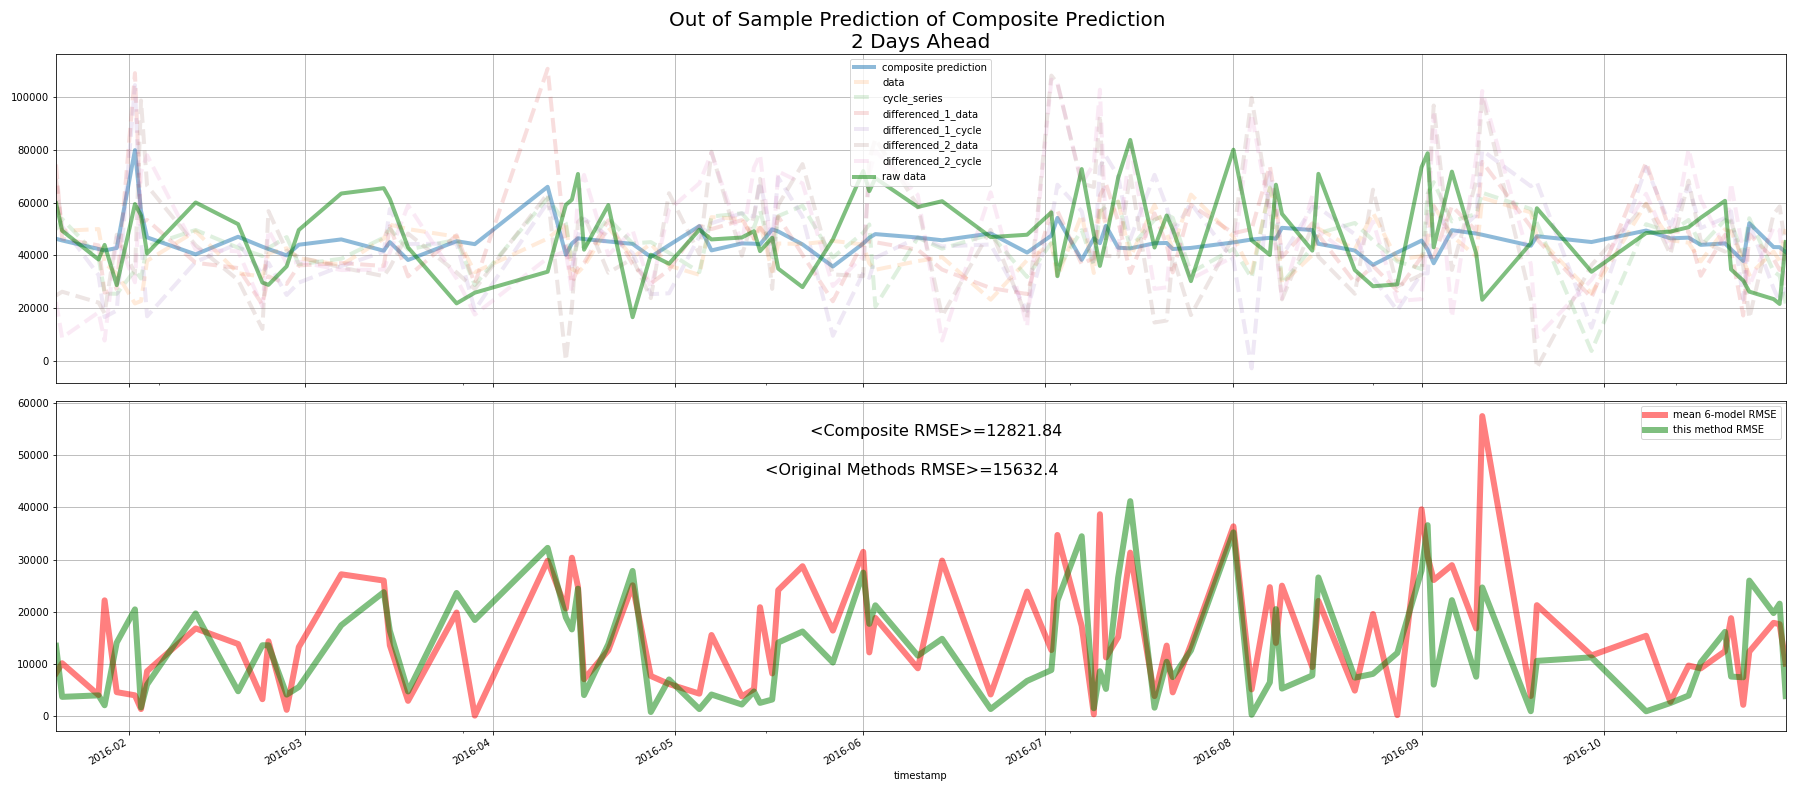 Out of Sample Prediction of Composite Prediction
2 Days Ahead
composite prediction
data
cycle_series
differenced_1_data
differenced_1_cycle
differenced_2_data
differenced_2_cycle
raw data
100000
80000
60000
40000
20000
0
<Composite RMSE>=12821.84
<Original Methods RMSE>=15632.4
mean 6-model RMSE
this method RMSE
60000
50000
40000
30000
20000
10000
0
2016-02
2016-03
2016-04
2016-05
2016-06
2016-07
2016-08
2016-09
2016-10
timestamp